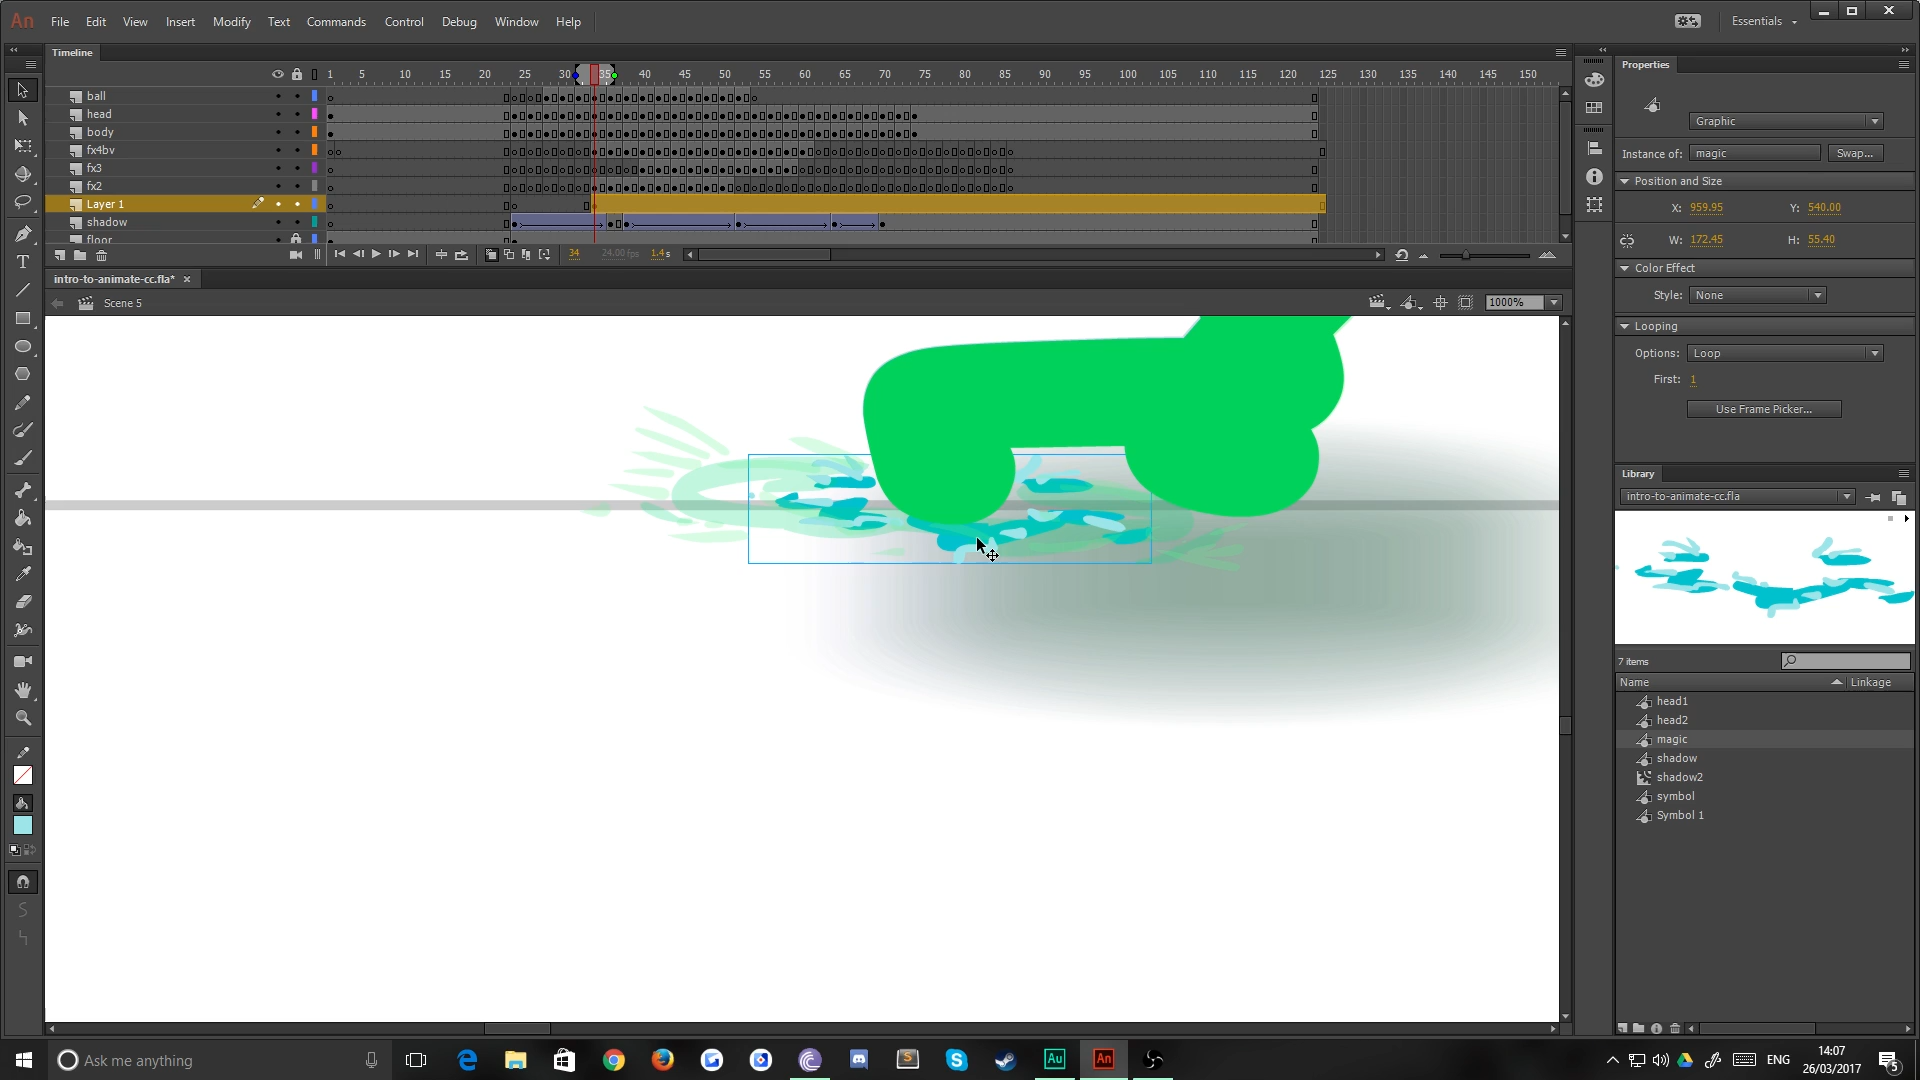 An File Edit View Insert Modify Text Commands Control Debug Window Help Essentials
Timeline
1 5 10 15 20 25 30 35 40 45 50 55 60 65 70 75 80 85 90 95 100 105 110 115 120 125 130 135 140 145 150
ball
head
body
fx4bv
fx3
fx2
Layer 1
shadow
floor
34 24.00 fps 1.4 s
intro-to-animate-cc.fla*
Scene 5
1000%
Properties
Graphic
Instance of: magic Swap...
Position and Size
X: 959.95 Y: 540.00
W: 172.45 H: 55.40
Color Effect
Style: None
Looping
Options: Loop
First: 1
Use Frame Picker...
Library
intro-to-animate-cc.fla
7 items
Name Linkage
head1
head2
magic
shadow
shadow2
symbol
Symbol 1
Ask me anything
Au An
ENG
14:07
26/03/2017
5